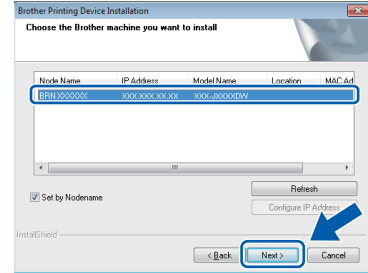 Brother Printing Device Installation
Choose the Brother machine you want to install
Node Name IP Address Model Name Location MAC Ad
BRNXXXXXX XXX.XXX.XX.XX XXX-JXXXXDW
Refresh
Set by Nodename
Configure IP Address
InstallShield
< Back Next > Cancel